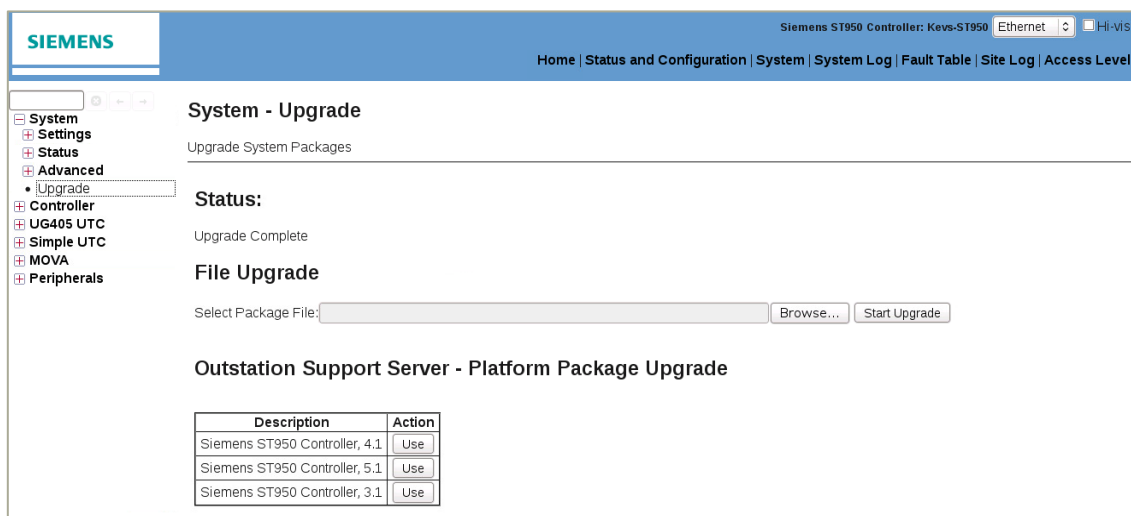 SIEMENS
Siemens ST950 Controller: Kevs-ST950 Ethernet Hi-vis
Home | Status and Configuration | System | System Log | Fault Table | Site Log | Access Level
System
Settings
Status
Advanced
Upgrade
Controller
UG405 UTC
Simple UTC
MOVA
Peripherals
System - Upgrade
Upgrade System Packages
Status:
Upgrade Complete
File Upgrade
Select Package File: Browse... Start Upgrade
Outstation Support Server - Platform Package Upgrade
Description Action
Siemens ST950 Controller, 4.1 Use
Siemens ST950 Controller, 5.1 Use
Siemens ST950 Controller, 3.1 Use